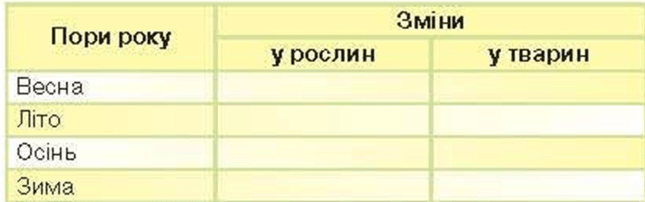 Пори року
Зміни
у рослин
у тварин
Весна
Літо
Осінь
Зима